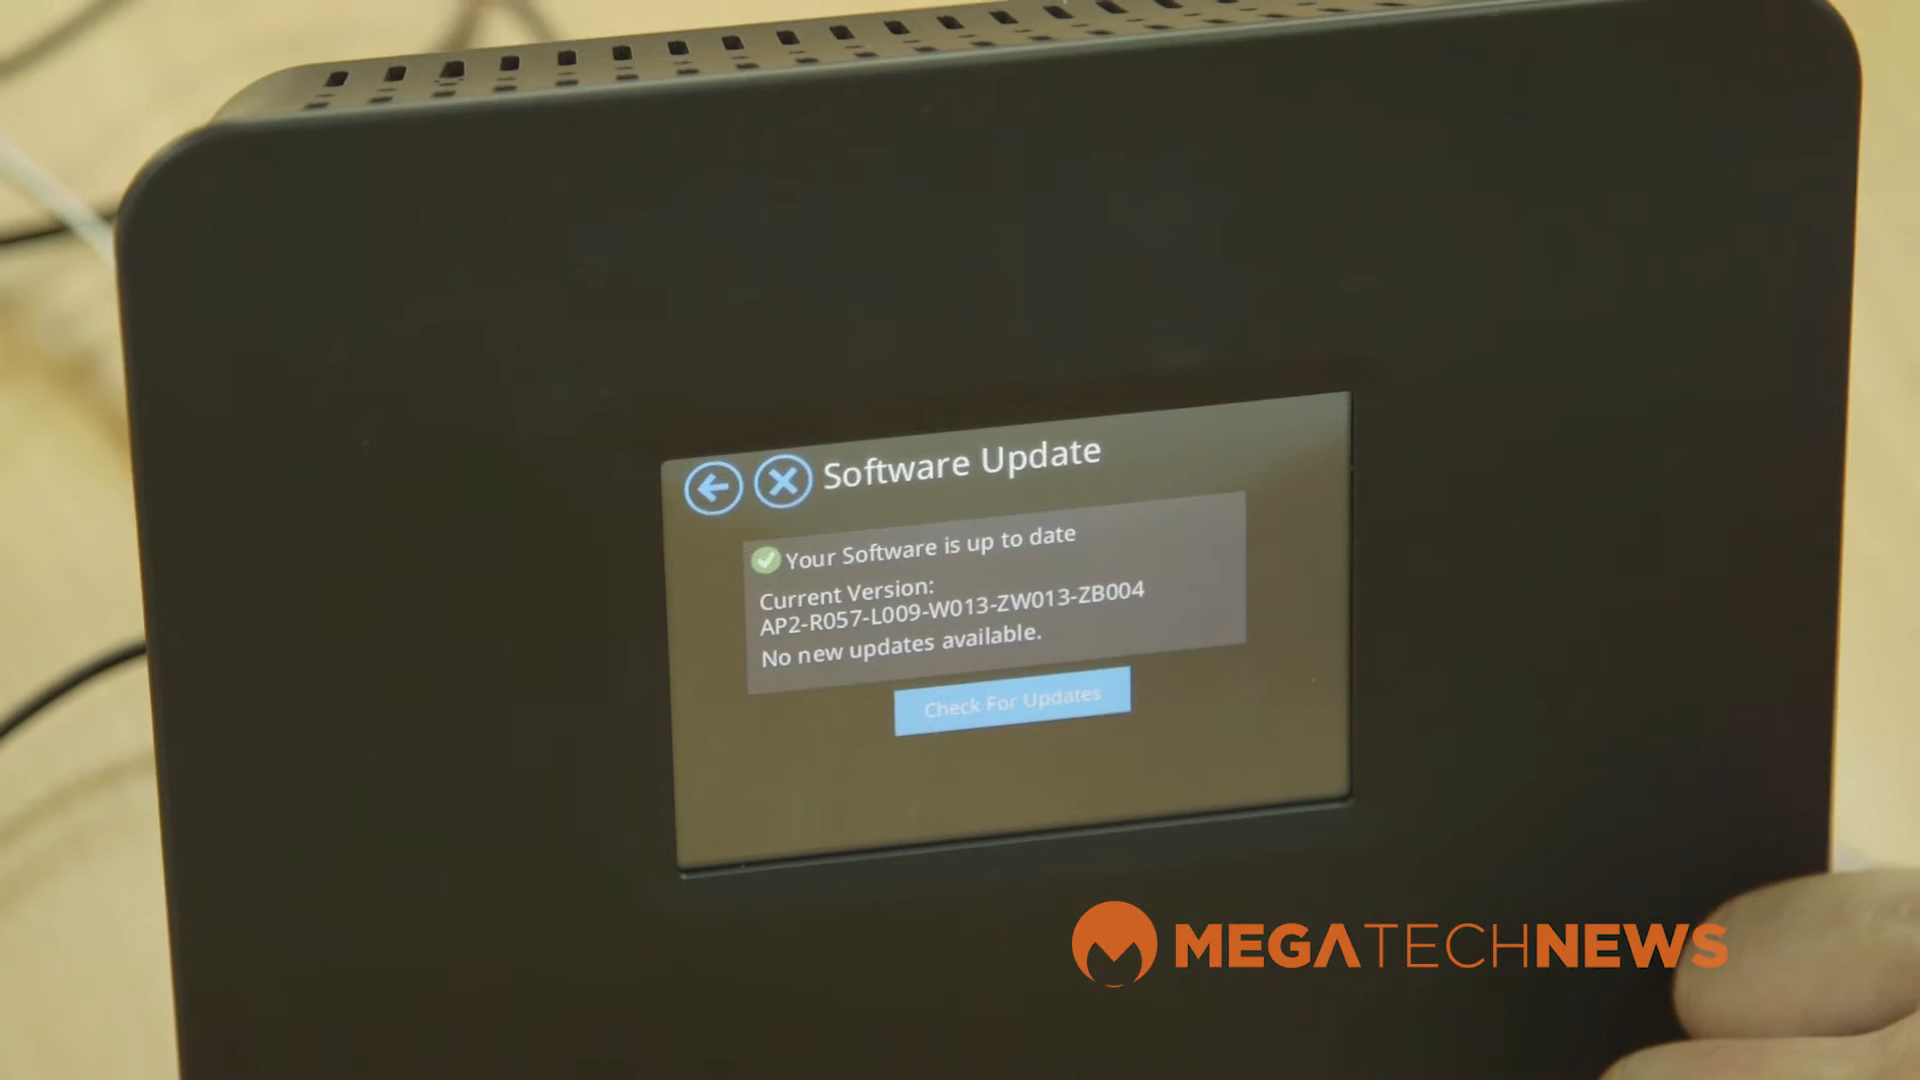 Software Update
Your Software is up to date
Current Version:
AP2-R057-L009-W013-ZW013-ZB004
No new updates available.
Check For Updates
MEGATECHNEWS